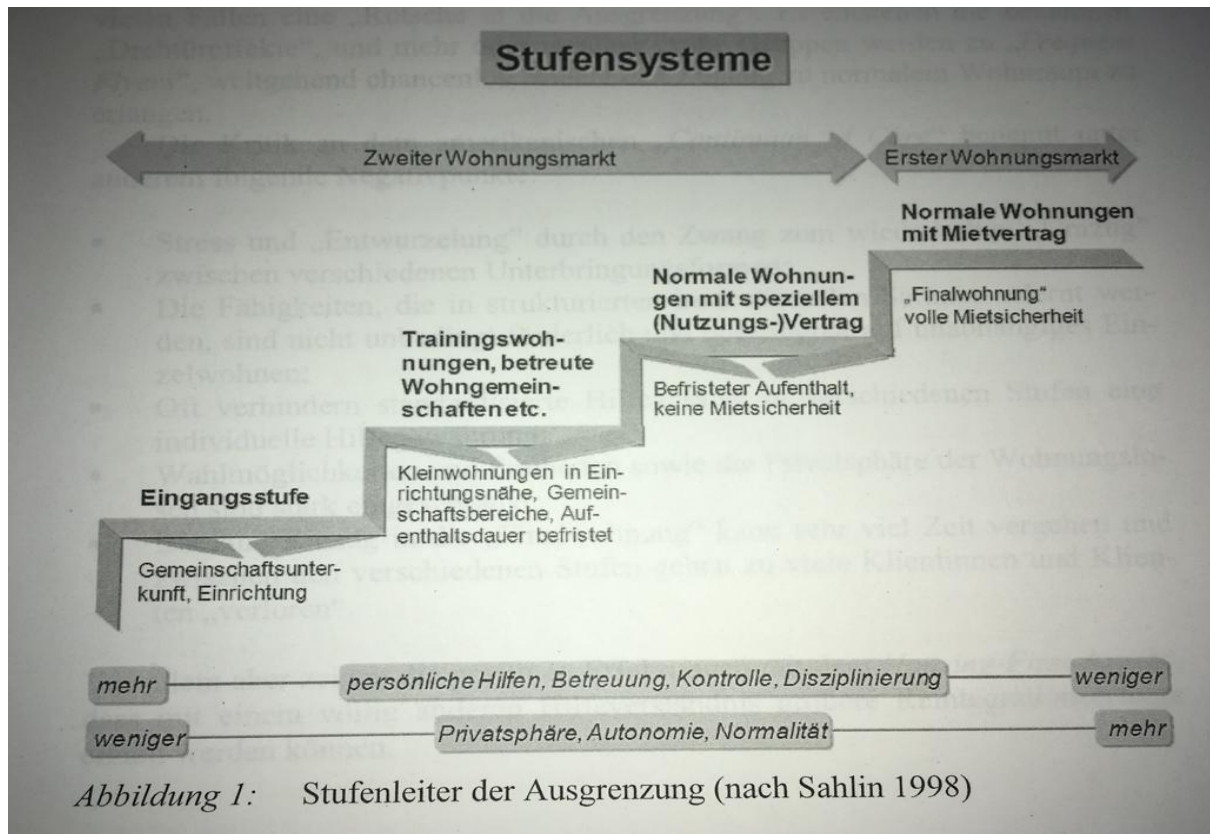 Stufensysteme
Zweiter Wohnungsmarkt
Erster Wohnungsmarkt
Normale Wohnungen
mit Mietvertrag
„Finalwohnung“
volle Mietsicherheit
Normale Wohnun-
gen mit speziellem
(Nutzungs-)Vertrag
Befristeter Aufenthalt,
keine Mietsicherheit
Trainingswoh-
nungen, betreute
Wohngemein-
schaften etc.
Kleinwohnungen in Ein-
richtungsnähe, Gemein-
schaftsbereiche, Auf-
enthaltsdauer befristet
Eingangsstufe
Gemeinschaftsunter-
kunft, Einrichtung
mehr persönliche Hilfen, Betreuung, Kontrolle, Disziplinierung weniger
weniger Privatsphäre, Autonomie, Normalität mehr
Abbildung 1: Stufenleiter der Ausgrenzung (nach Sahlin 1998)